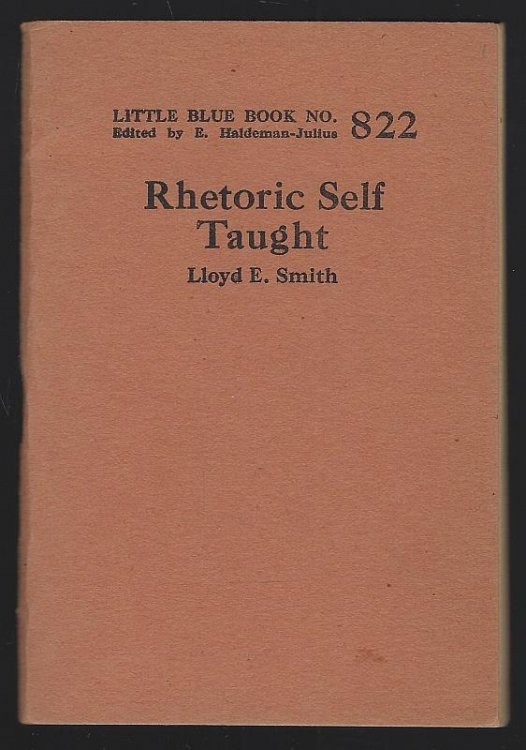 LITTLE BLUE BOOK NO. 822
Edited by E. Haldeman-Julius
Rhetoric Self
Taught
Lloyd E. Smith